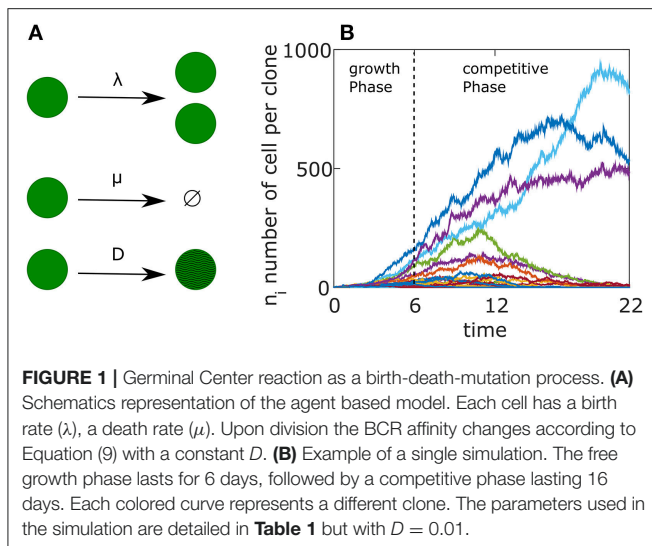 A
λ
μ
∅
D
B
n_i number of cell per clone
1000
500
0
growth
Phase
competitive
Phase
0
6
12
22
time
FIGURE 1 | Germinal Center reaction as a birth-death-mutation process. (A)
Schematics representation of the agent based model. Each cell has a birth
rate (λ), a death rate (μ). Upon division the BCR affinity changes according to
Equation (9) with a constant D. (B) Example of a single simulation. The free
growth phase lasts for 6 days, followed by a competitive phase lasting 16
days. Each colored curve represents a different clone. The parameters used in
the simulation are detailed in Table 1 but with D = 0.01.